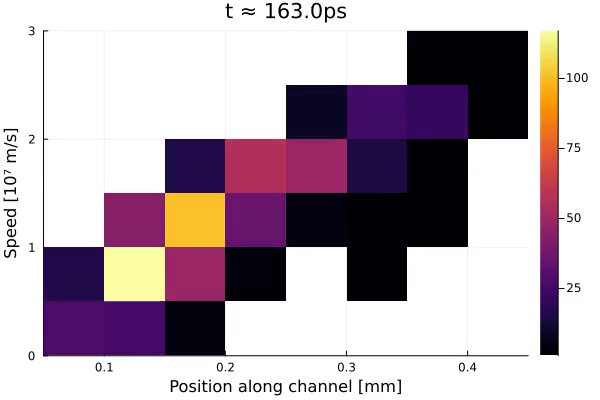 t ≈ 163.0ps
Speed [10⁷ m/s]
3
2
1
0
0.1 0.2 0.3 0.4
Position along channel [mm]
100
75
50
25